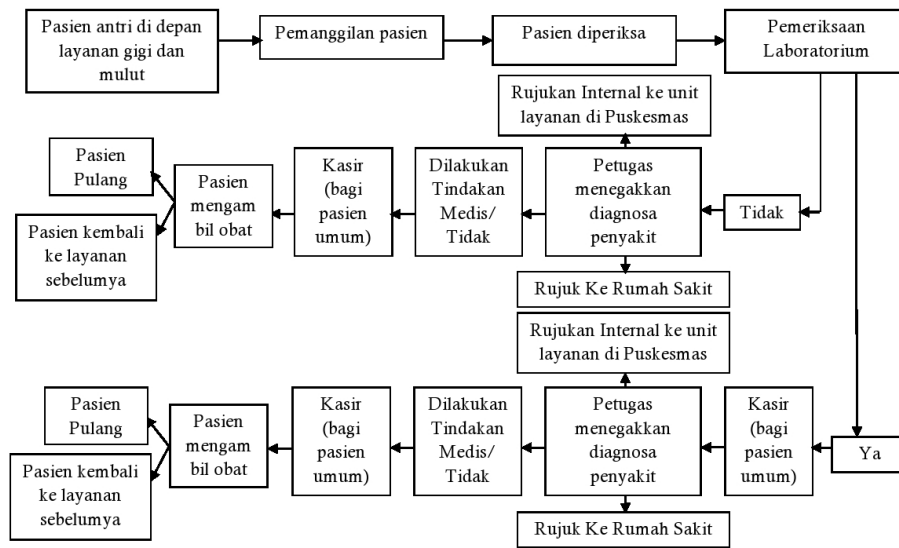 Pasien antri di depan
layanan gigi dan
mulut
Pemanggilan pasien
Pasien diperiksa
Pemeriksaan
Laboratorium
Rujukan Internal ke unit
layanan di Puskesmas
Pasien
Pulang
Pasien kembali
ke layanan
sebelumya
Pasien
mengam
bil obat
Kasir
(bagi
pasien
umum)
Dilakukan
Tindakan
Medis/
Tidak
Petugas
menegakkan
diagnosa
penyakit
Tidak
Rujuk Ke Rumah Sakit
Rujukan Internal ke unit
layanan di Puskesmas
Pasien
Pulang
Pasien kembali
ke layanan
sebelumya
Pasien
mengam
bil obat
Kasir
(bagi
pasien
umum)
Dilakukan
Tindakan
Medis/
Tidak
Petugas
menegakkan
diagnosa
penyakit
Kasir
(bagi
pasien
umum)
Ya
Rujuk Ke Rumah Sakit